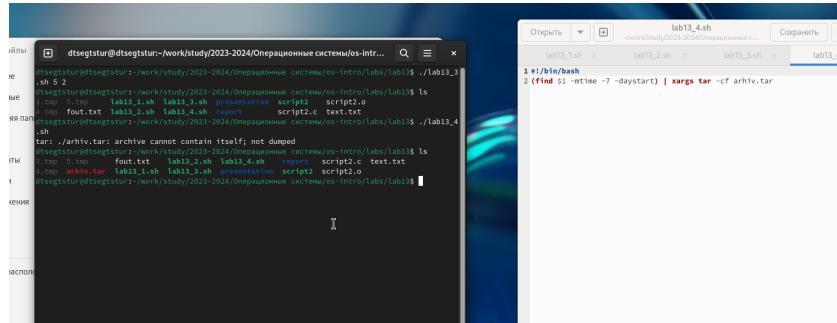 айлы
ые
яя пап
нты
и
жения
располо
dtsegtstur@dtsegtstur:~/work/study/2023-2024/Операционные системы/os-intr...
dtsegtstur@dtsegtstur:~/work/study/2023-2024/Операционные системы/os-intro/labs/lab13$ ./lab13_3
.sh 5 2
dtsegtstur@dtsegtstur:~/work/study/2023-2024/Операционные системы/os-intro/labs/lab13$ ls
3.tmp 5.tmp lab13_1.sh lab13_3.sh presentation script2 script2.o
4.tmp fout.txt lab13_2.sh lab13_4.sh report script2.c text.txt
dtsegtstur@dtsegtstur:~/work/study/2023-2024/Операционные системы/os-intro/labs/lab13$ ./lab13_4
.sh
tar: ./arhiv.tar: archive cannot contain itself; not dumped
dtsegtstur@dtsegtstur:~/work/study/2023-2024/Операционные системы/os-intro/labs/lab13$ ls
3.tmp 5.tmp fout.txt lab13_2.sh lab13_4.sh report script2.c text.txt
4.tmp arhiv.tar lab13_1.sh lab13_3.sh presentation script2 script2.o
dtsegtstur@dtsegtstur:~/work/study/2023-2024/Операционные системы/os-intro/labs/lab13$
Открыть lab13_4.sh Сохранить
~/work/study/2023-2024/Операционные с...
lab13_1.sh × lab13_2.sh × lab13_3.sh × lab13_
1 #!/bin/bash
2 (find $1 -mtime -7 -daystart) | xargs tar -cf arhiv.tar